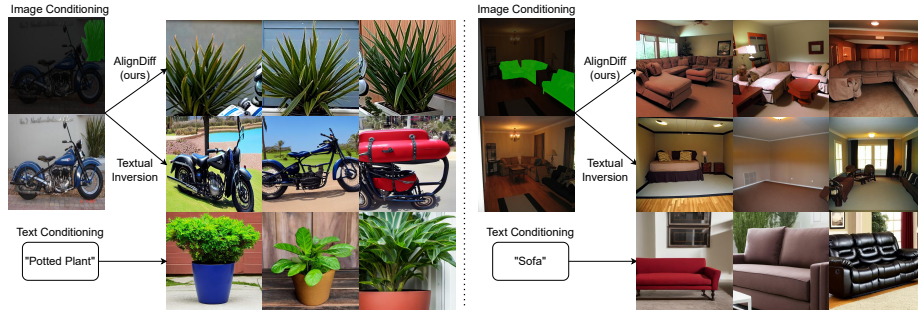 Image Conditioning
AlignDiff
(ours)
Textual
Inversion
Text Conditioning
"Potted Plant"
Image Conditioning
AlignDiff
(ours)
Textual
Inversion
Text Conditioning
"Sofa"